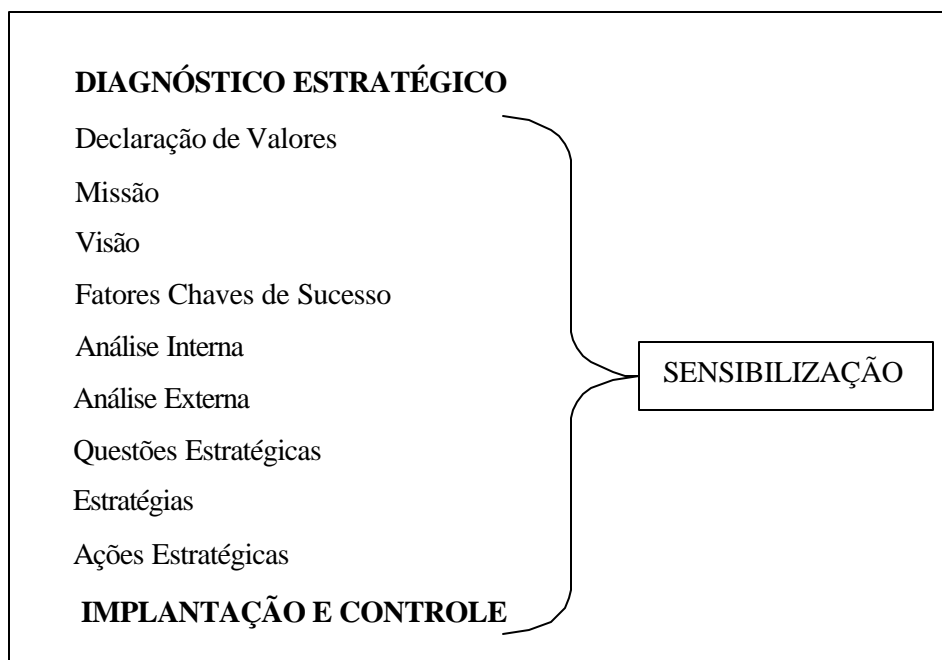 DIAGNÓSTICO ESTRATÉGICO
Declaração de Valores
Missão
Visão
Fatores Chaves de Sucesso
Análise Interna
Análise Externa
Questões Estratégicas
Estratégias
Ações Estratégicas
IMPLANTAÇÃO E CONTROLE
SENSIBILIZAÇÃO